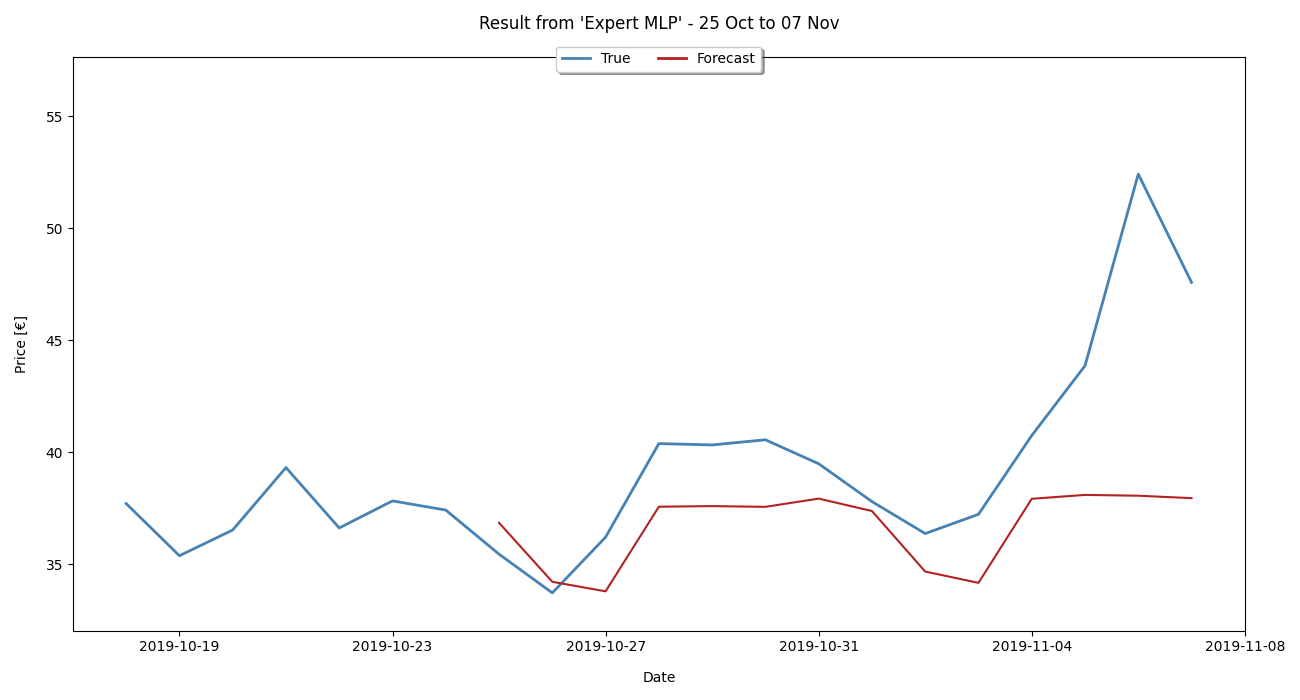 Result from 'Expert MLP' - 25 Oct to 07 Nov
True Forecast
55
50
45
40
35
Price [€]
2019-10-19 2019-10-23 2019-10-27 2019-10-31 2019-11-04 2019-11-08
Date